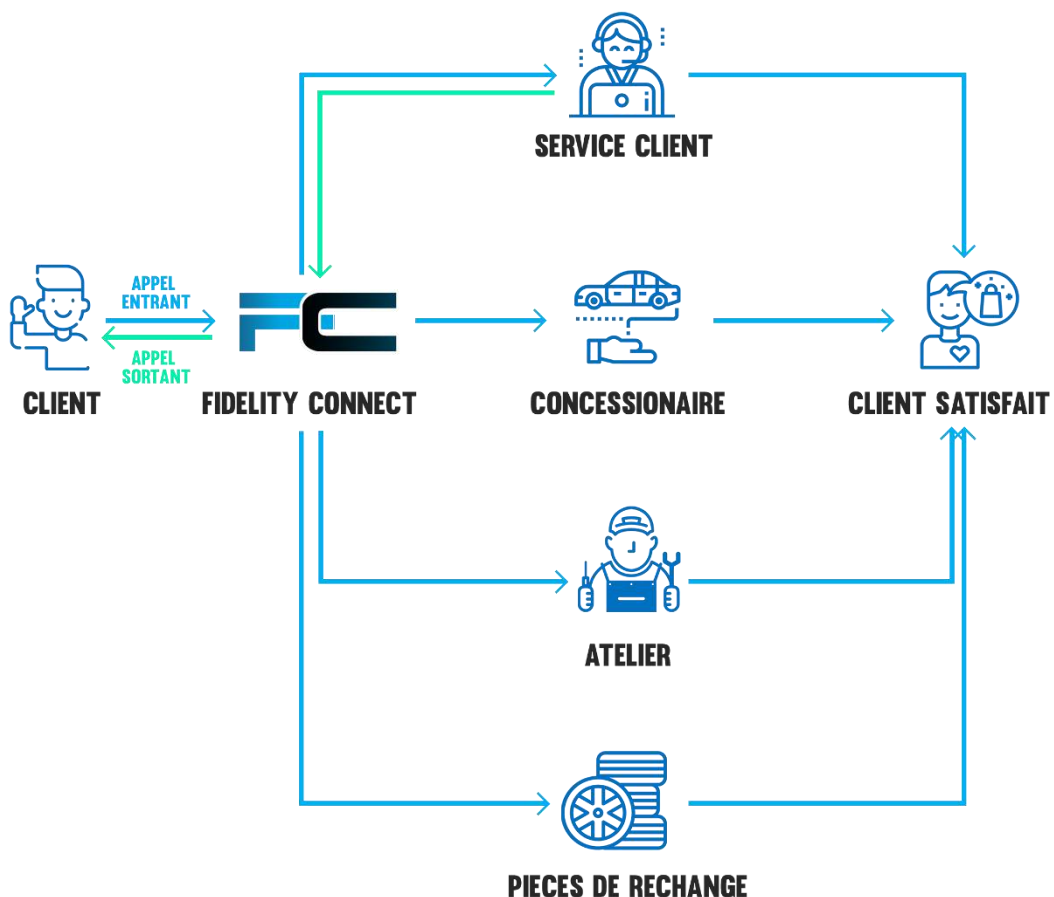 SERVICE CLIENT
APPEL
ENTRANT
FC
APPEL
SORTANT
CLIENT
FIDELITY CONNECT
CONCESSIONAIRE
CLIENT SATISFAIT
ATELIER
PIECES DE RECHANGE